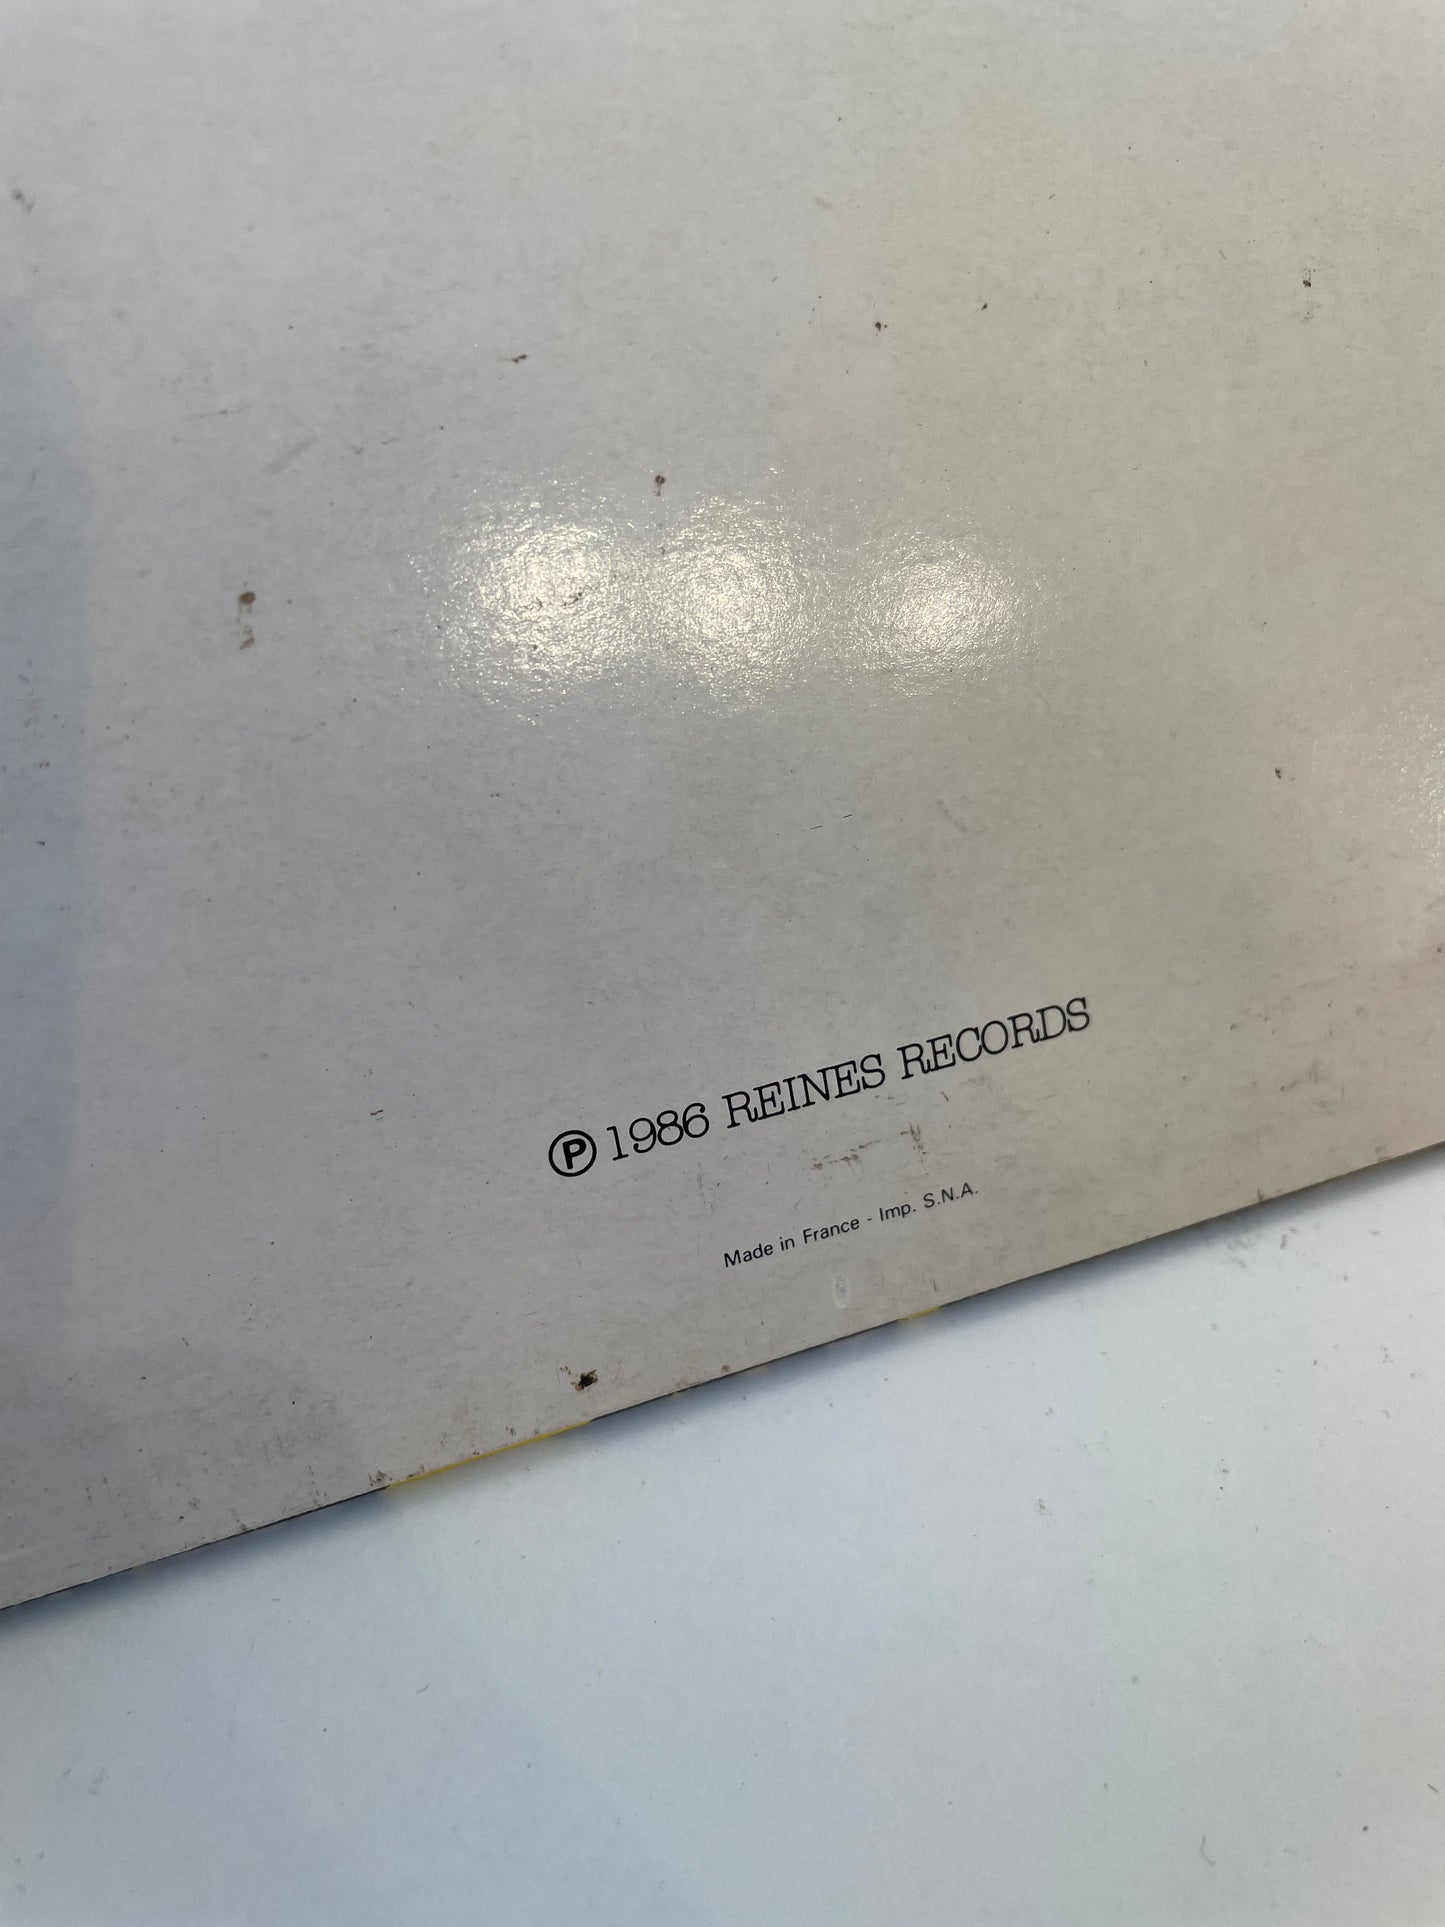 ℗ 1986 REINES RECORDS
Made in France - Imp. S.N.A.